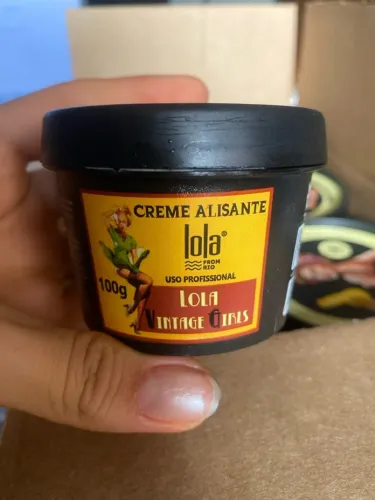 CREME ALISANTE
lola®
FROM
RIO
USO PROFISSIONAL
100g
LOLA
VINTAGE GIRLS